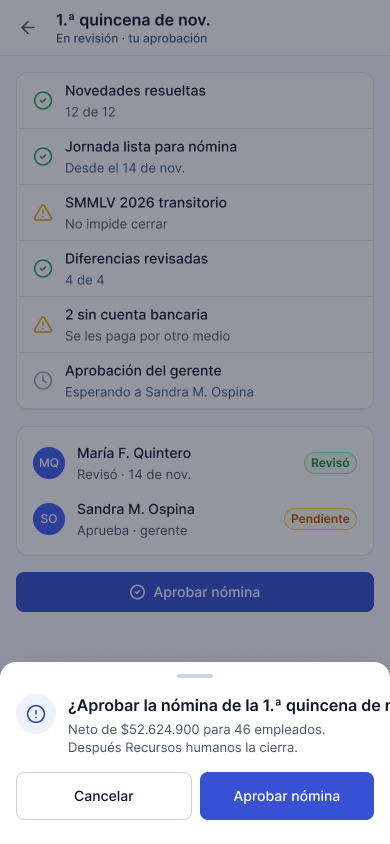 1.ª quincena de nov.
En revisión · tu aprobación
Novedades resueltas
12 de 12
Jornada lista para nómina
Desde el 14 de nov.
SMMLV 2026 transitorio
No impide cerrar
Diferencias revisadas
4 de 4
2 sin cuenta bancaria
Se les paga por otro medio
Aprobación del gerente
Esperando a Sandra M. Ospina
MQ
María F. Quintero
Revisó · 14 de nov.
Revisó
SO
Sandra M. Ospina
Aprueba · gerente
Pendiente
Aprobar nómina
¿Aprobar la nómina de la 1.ª quincena de
Neto de $52.624.900 para 46 empleados.
Después Recursos humanos la cierra.
Cancelar
Aprobar nómina